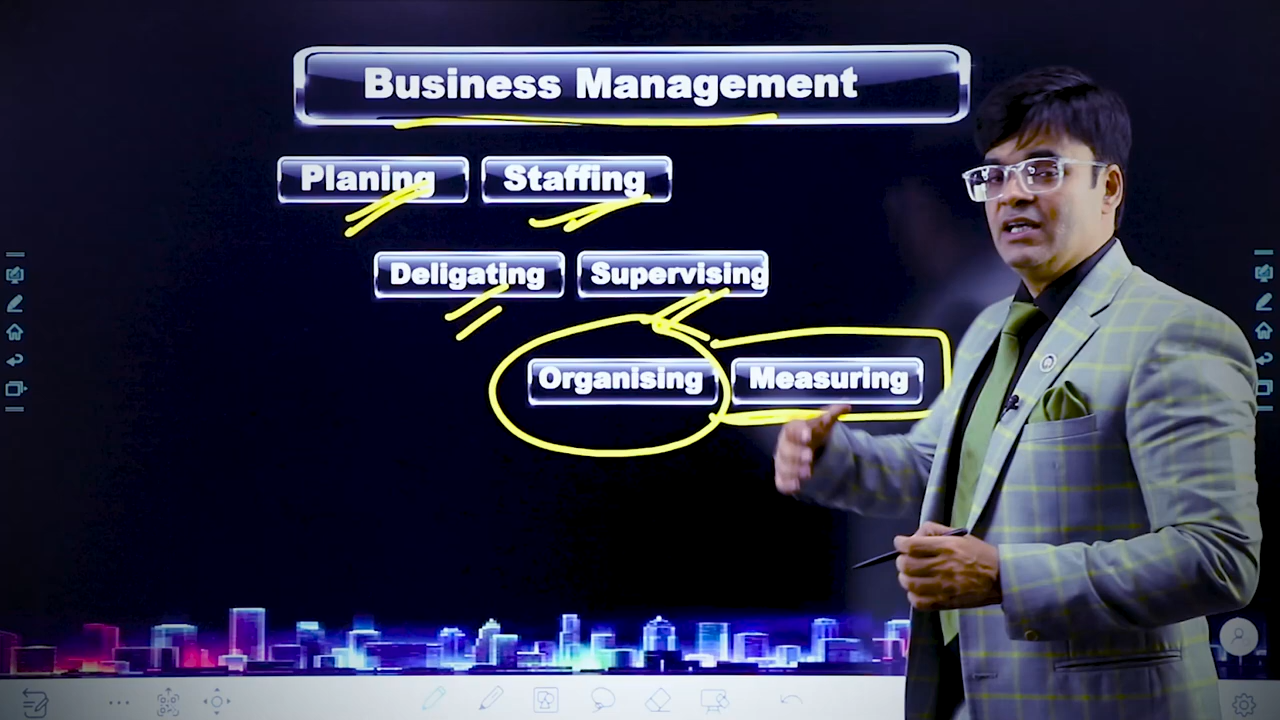 Business Management
Planing Staffing
Deligating Supervising
Organising Measuring